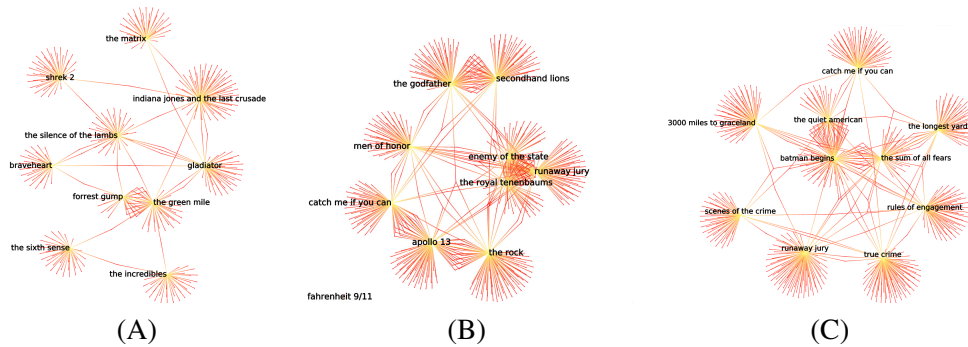 the matrix
shrek 2
indiana jones and the last crusade
the silence of the lambs
braveheart
gladiator
forrest gump
the green mile
the sixth sense
the incredibles
(A)
the godfather
secondhand lions
men of honor
enemy of the state
runaway jury
the royal tenenbaums
catch me if you can
apollo 13
the rock
fahrenheit 9/11
(B)
catch me if you can
3000 miles to graceland
the quiet american
the longest yard
batman begins
the sum of all fears
scenes of the crime
rules of engagement
runaway jury
true crime
(C)